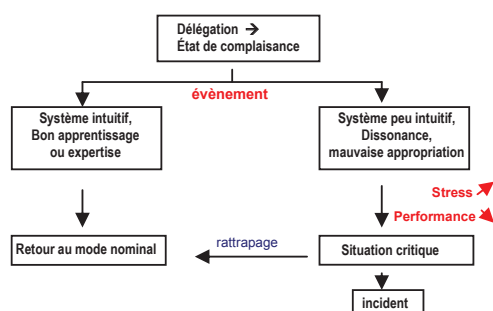 Délégation →
État de complaisance
évènement
Système intuitif,
Bon apprentissage
ou expertise
Système peu intuitif,
Dissonance,
mauvaise appropriation
Stress
Performance
Retour au mode nominal
rattrapage
Situation critique
incident